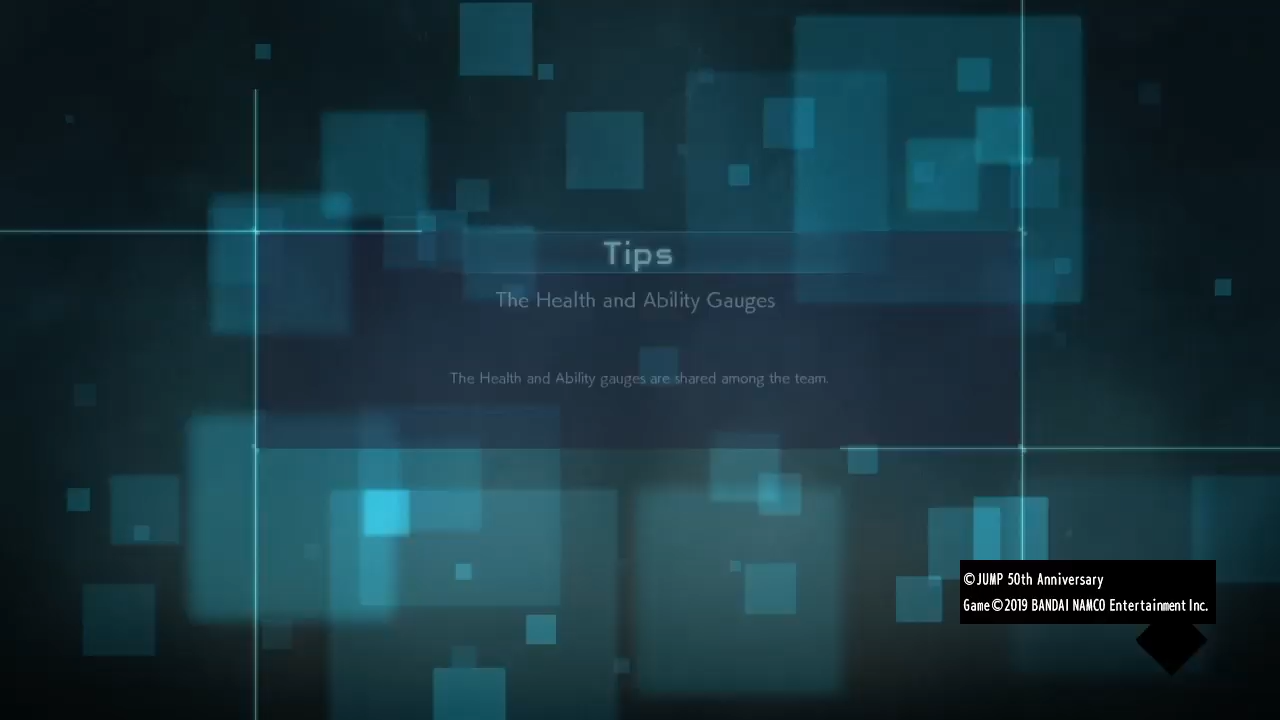 Tips
The Health and Ability Gauges
The Health and Ability gauges are shared among the team.
©JUMP 50th Anniversary
Game©2019 BANDAI NAMCO Entertainment Inc.